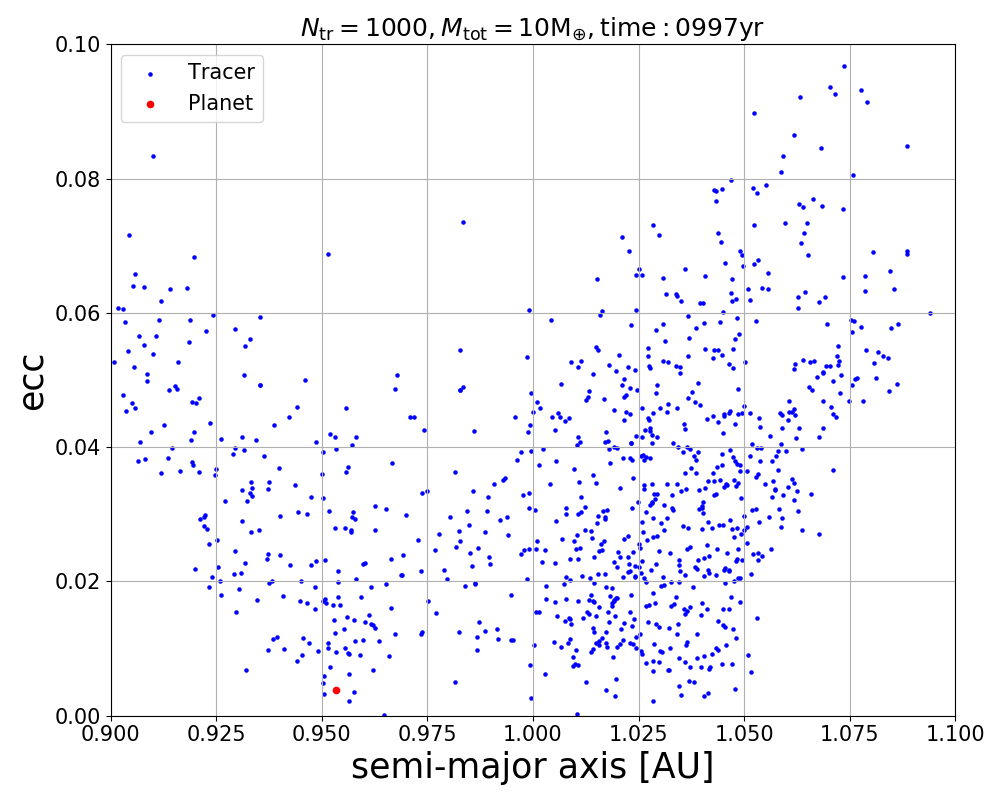 N_tr = 1000, M_tot = 10M_⊕, time : 0997yr
Tracer
Planet
ecc
0.10
0.08
0.06
0.04
0.02
0.00
0.900 0.925 0.950 0.975 1.000 1.025 1.050 1.075 1.100
semi-major axis [AU]